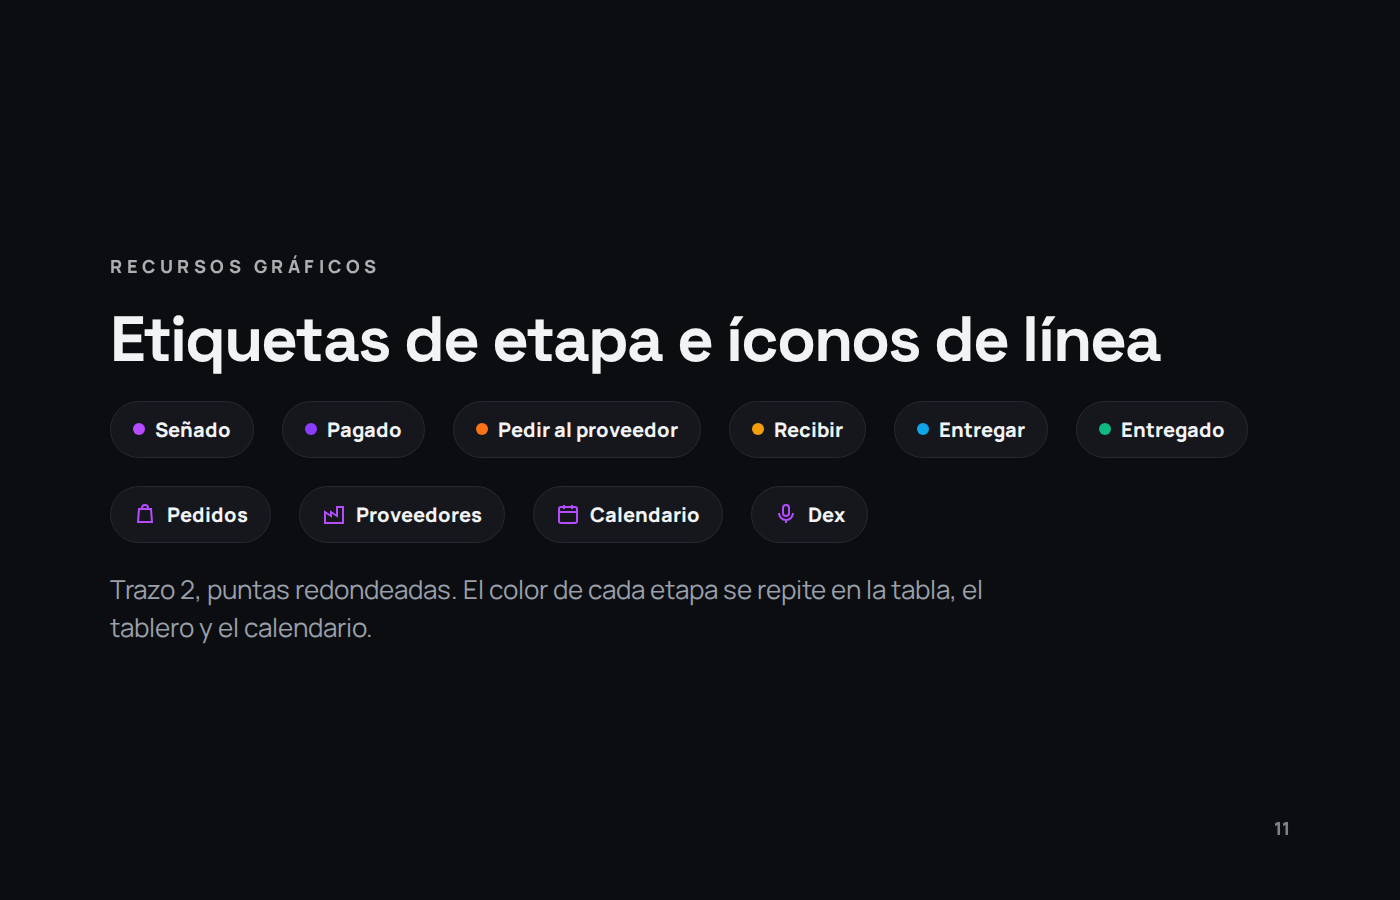 RECURSOS GRÁFICOS
Etiquetas de etapa e íconos de línea
Señado Pagado Pedir al proveedor Recibir Entregar Entregado
Pedidos Proveedores Calendario Dex
Trazo 2, puntas redondeadas. El color de cada etapa se repite en la tabla, el
tablero y el calendario.
11